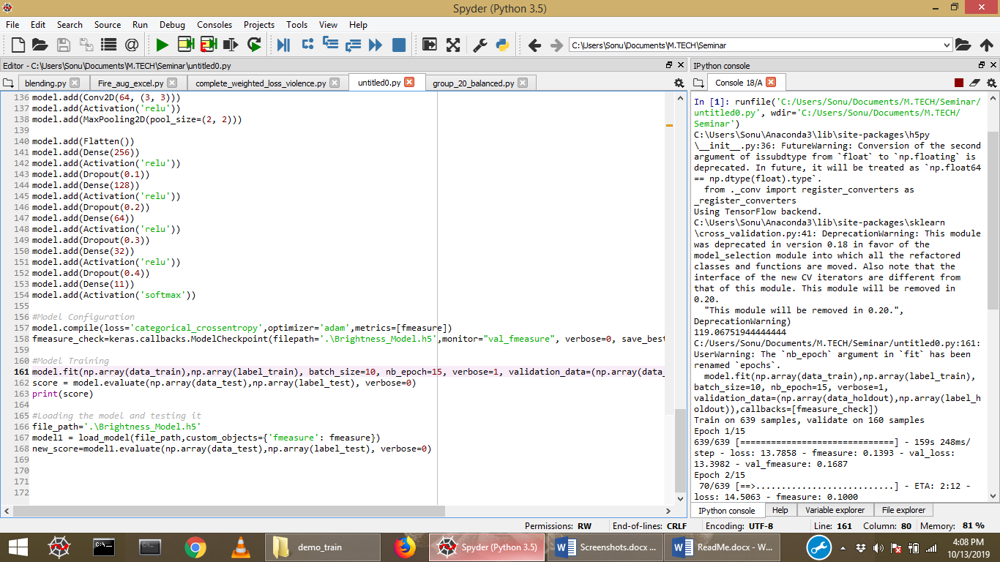 Spyder (Python 3.5)
File Edit Search Source Run Debug Consoles Projects Tools View Help
C:\Users\Sonu\Documents\M.TECH\Seminar
Editor - C:\Users\Sonu\Documents\M.TECH\Seminar\untitled0.py
blending.py Fire_aug_excel.py complete_weighted_loss_violence.py untitled0.py group_20_balanced.py
136 model.add(Conv2D(64, (3, 3)))
137 model.add(Activation('relu'))
138 model.add(MaxPooling2D(pool_size=(2, 2)))
139
140 model.add(Flatten())
141 model.add(Dense(256))
142 model.add(Activation('relu'))
143 model.add(Dropout(0.1))
144 model.add(Dense(128))
145 model.add(Activation('relu'))
146 model.add(Dropout(0.2))
147 model.add(Dense(64))
148 model.add(Activation('relu'))
149 model.add(Dropout(0.3))
150 model.add(Dense(32))
151 model.add(Activation('relu'))
152 model.add(Dropout(0.4))
153 model.add(Dense(11))
154 model.add(Activation('softmax'))
155
156 #Model Configuration
157 model.compile(loss='categorical_crossentropy',optimizer='adam',metrics=[fmeasure])
158 fmeasure_check=keras.callbacks.ModelCheckpoint(filepath='.\Brightness_Model.h5',monitor="val_fmeasure", verbose=0, save_best
159
160 #Model Training
161 model.fit(np.array(data_train),np.array(label_train), batch_size=10, nb_epoch=15, verbose=1, validation_data=(np.array(data_
162 score = model.evaluate(np.array(data_test),np.array(label_test), verbose=0)
163 print(score)
164
165 #Loading the model and testing it
166 file_path='.\Brightness_Model.h5'
167 model1 = load_model(file_path,custom_objects={'fmeasure': fmeasure})
168 new_score=model1.evaluate(np.array(data_test),np.array(label_test), verbose=0)
169
170
171
172
IPython console
Console 18/A
In [1]: runfile('C:/Users/Sonu/Documents/M.TECH/Seminar/
untitled0.py', wdir='C:/Users/Sonu/Documents/M.TECH/
Seminar')
C:\Users\Sonu\Anaconda3\lib\site-packages\h5py
\__init__.py:36: FutureWarning: Conversion of the second
argument of issubdtype from `float` to `np.floating` is
deprecated. In future, it will be treated as `np.float64
== np.dtype(float).type`.
from ._conv import register_converters as
_register_converters
Using TensorFlow backend.
C:\Users\Sonu\Anaconda3\lib\site-packages\sklearn
\cross_validation.py:41: DeprecationWarning: This module
was deprecated in version 0.18 in favor of the
model_selection module into which all the refactored
classes and functions are moved. Also note that the
interface of the new CV iterators are different from
that of this module. This module will be removed in
0.20.
"This module will be removed in 0.20.",
DeprecationWarning)
119.06751944444444
C:/Users/Sonu/Documents/M.TECH/Seminar/untitled0.py:161:
UserWarning: The `nb_epoch` argument in `fit` has been
renamed `epochs`.
model.fit(np.array(data_train),np.array(label_train),
batch_size=10, nb_epoch=15, verbose=1,
validation_data=(np.array(data_holdout),np.array(label_h
oldout)),callbacks=[fmeasure_check])
Train on 639 samples, validate on 160 samples
Epoch 1/15
639/639 [==============================] - 159s 248ms/
step - loss: 13.7858 - fmeasure: 0.1393 - val_loss:
13.3982 - val_fmeasure: 0.1687
Epoch 2/15
70/639 [==>...........................] - ETA: 2:12 -
loss: 14.5063 - fmeasure: 0.1000
IPython console Help Variable explorer File explorer
Permissions: RW End-of-lines: CRLF Encoding: UTF-8 Line: 161 Column: 80 Memory: 81 %
demo_train Spyder (Python 3.5) Screenshots.docx ... ReadMe.docx - W...
4:08 PM
10/13/2019